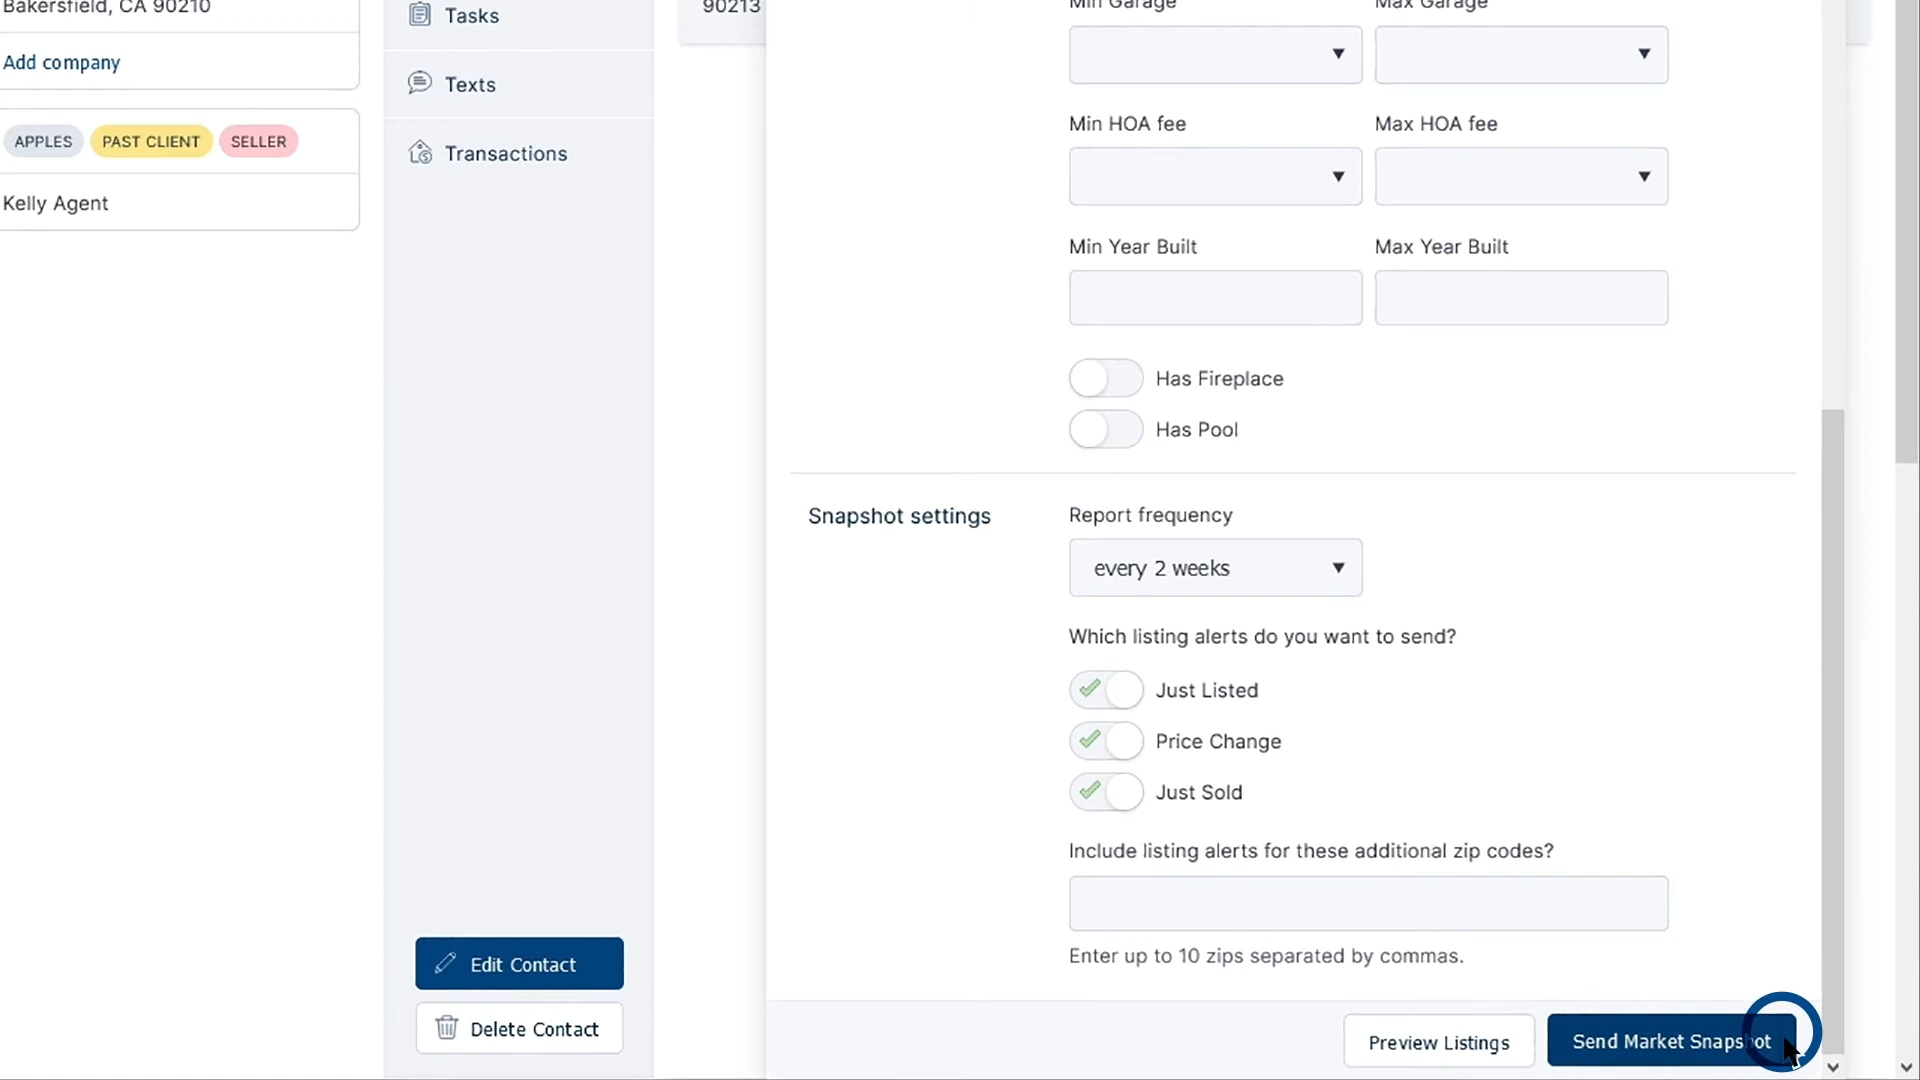 Bakersfield, CA 90210
Add company
APPLES PAST CLIENT SELLER
Kelly Agent
Tasks
Texts
Transactions
Edit Contact
Delete Contact
90213
Min Garage Max Garage
Min HOA fee Max HOA fee
Min Year Built Max Year Built
Has Fireplace
Has Pool
Snapshot settings
Report frequency
every 2 weeks
Which listing alerts do you want to send?
Just Listed
Price Change
Just Sold
Include listing alerts for these additional zip codes?
Enter up to 10 zips separated by commas.
Preview Listings
Send Market Snapshot